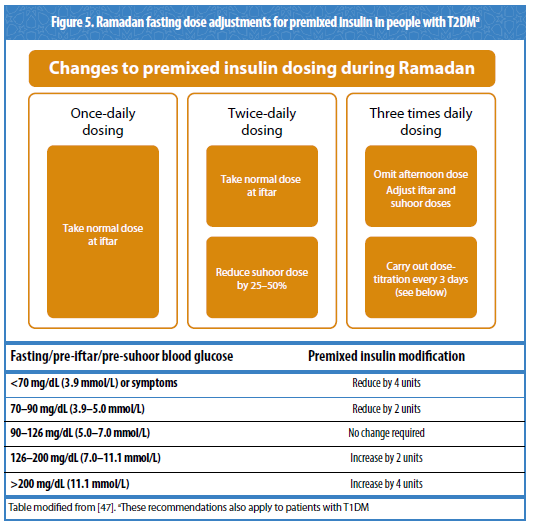 Figure 5. Ramadan fasting dose adjustments for premixed insulin in people with T2DMᵃ
Changes to premixed insulin dosing during Ramadan
Once-daily
dosing
Take normal dose
at iftar
Twice-daily
dosing
Take normal dose
at iftar
Reduce suhoor dose
by 25–50%
Three times daily
dosing
Omit afternoon dose
Adjust iftar and
suhoor doses
Carry out dose-
titration every 3 days
(see below)
Fasting/pre-iftar/pre-suhoor blood glucose Premixed insulin modification
<70 mg/dL (3.9 mmol/L) or symptoms Reduce by 4 units
70–90 mg/dL (3.9–5.0 mmol/L) Reduce by 2 units
90–126 mg/dL (5.0–7.0 mmol/L) No change required
126–200 mg/dL (7.0–11.1 mmol/L) Increase by 2 units
>200 mg/dL (11.1 mmol/L) Increase by 4 units
Table modified from [47]. ᵃThese recommendations also apply to patients with T1DM